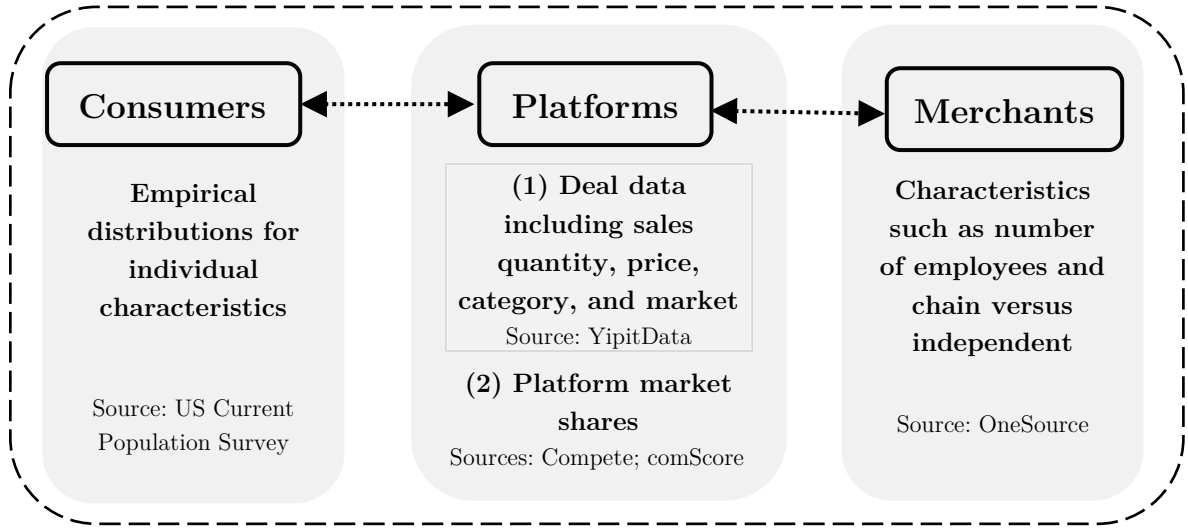 Consumers
Empirical
distributions for
individual
characteristics
Source: US Current
Population Survey
Platforms
(1) Deal data
including sales
quantity, price,
category, and market
Source: YipitData
(2) Platform market
shares
Sources: Compete; comScore
Merchants
Characteristics
such as number
of employees and
chain versus
independent
Source: OneSource